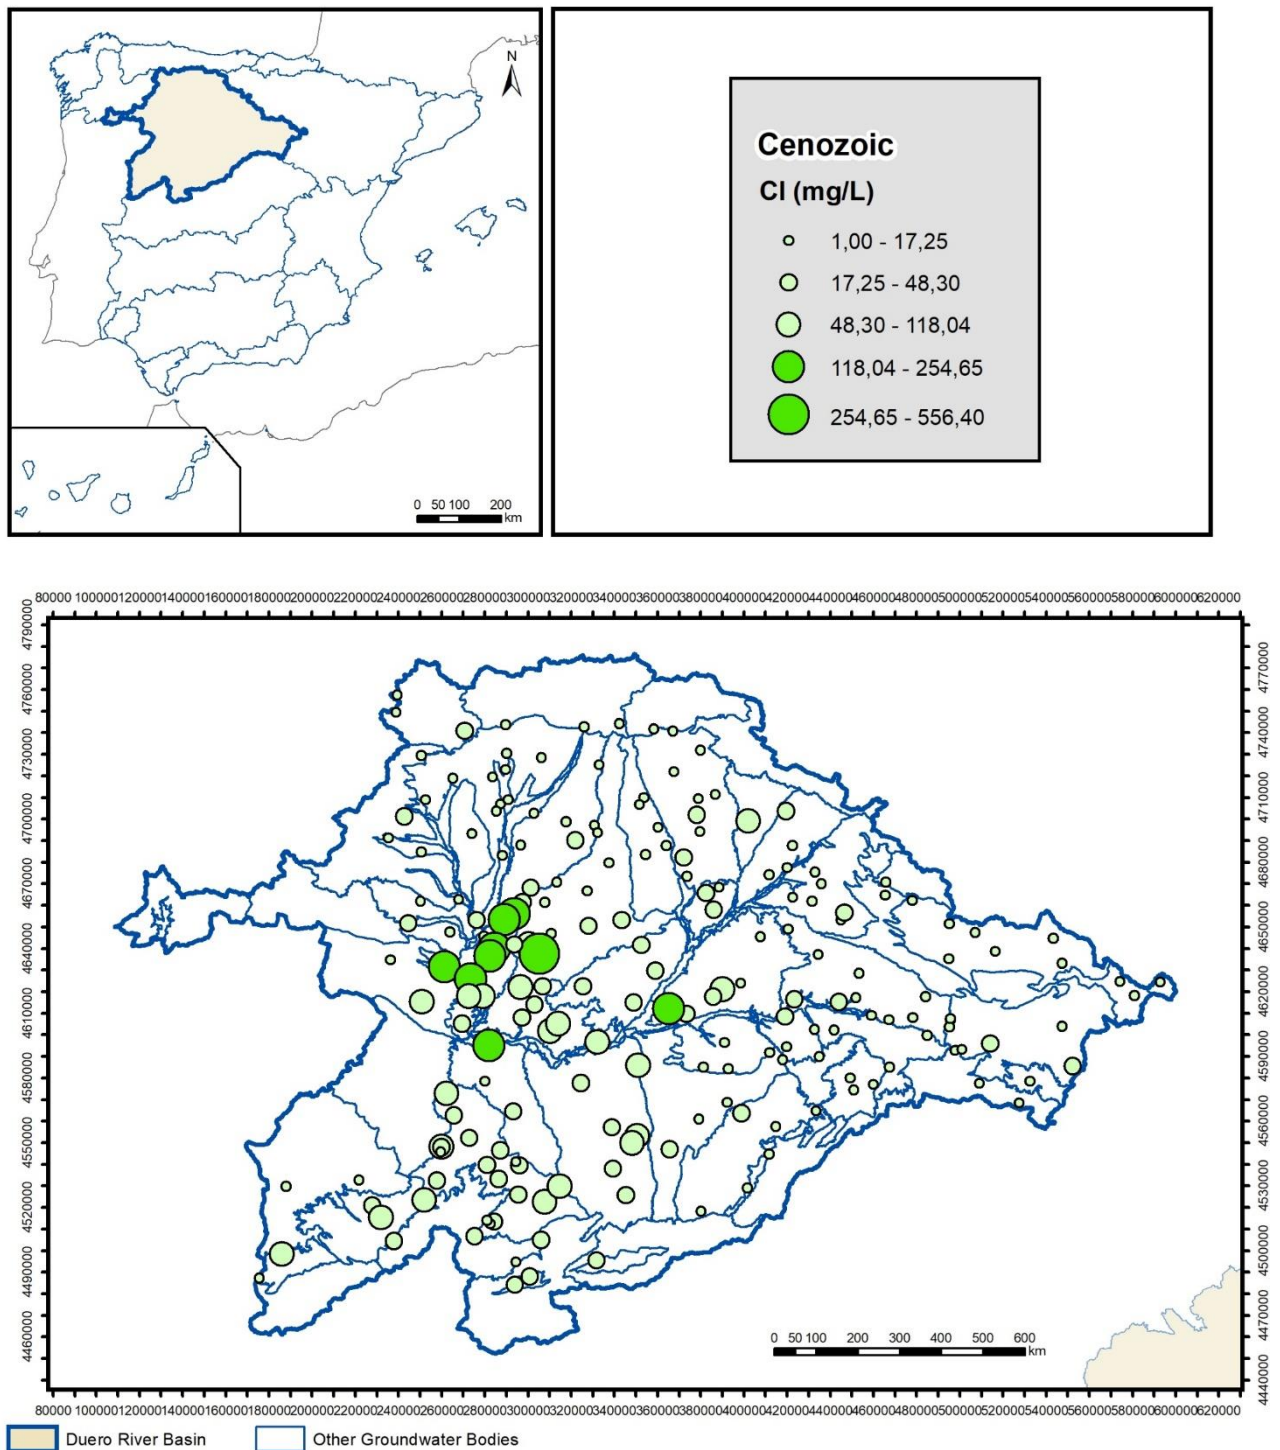 N
0 50 100 200
km
Cenozoic
Cl (mg/L)
1,00 - 17,25
17,25 - 48,30
48,30 - 118,04
118,04 - 254,65
254,65 - 556,40
80000 100000 120000 140000 160000 180000 200000 220000 240000 260000 280000 300000 320000 340000 360000 380000 400000 420000 440000 460000 480000 500000 520000 540000 560000 580000 600000 620000
4790000
4760000
4730000
4700000
4670000
4640000
4610000
4580000
4550000
4520000
4490000
4460000
4770000
4740000
4710000
4680000
4650000
4620000
4590000
4560000
4530000
4500000
4470000
4440000
0 50 100 200 300 400 500 600
km
80000 100000 120000 140000 160000 180000 200000 220000 240000 260000 280000 300000 320000 340000 360000 380000 400000 420000 440000 460000 480000 500000 520000 540000 560000 580000 600000 620000
Duero River Basin
Other Groundwater Bodies